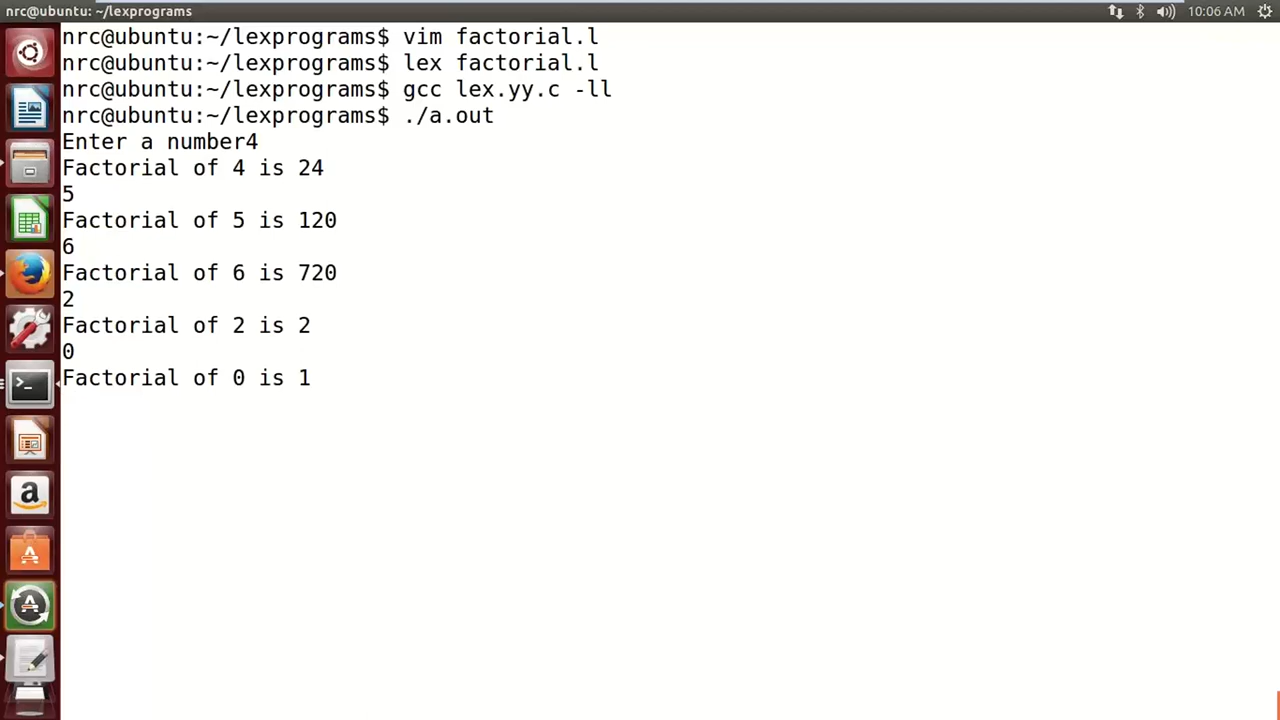 nrc@ubuntu: ~/lexprograms
10:06 AM
nrc@ubuntu:~/lexprograms$ vim factorial.l
nrc@ubuntu:~/lexprograms$ lex factorial.l
nrc@ubuntu:~/lexprograms$ gcc lex.yy.c -ll
nrc@ubuntu:~/lexprograms$ ./a.out
Enter a number4
Factorial of 4 is 24
5
Factorial of 5 is 120
6
Factorial of 6 is 720
2
Factorial of 2 is 2
0
Factorial of 0 is 1